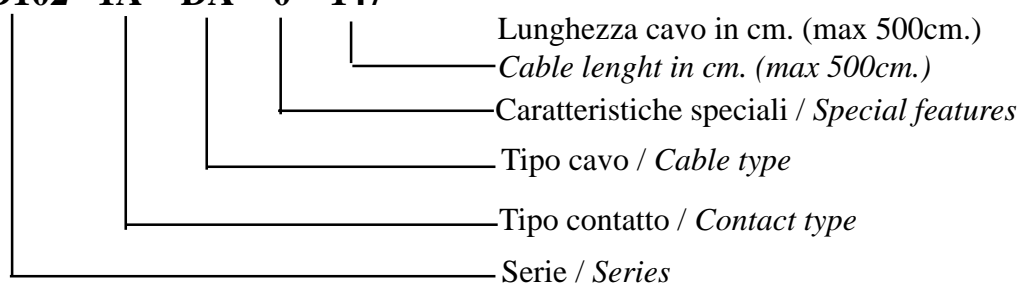 Lunghezza cavo in cm. (max 500cm.)
Cable lenght in cm. (max 500cm.)
Caratteristiche speciali / Special features
Tipo cavo / Cable type
Tipo contatto / Contact type
Serie / Series